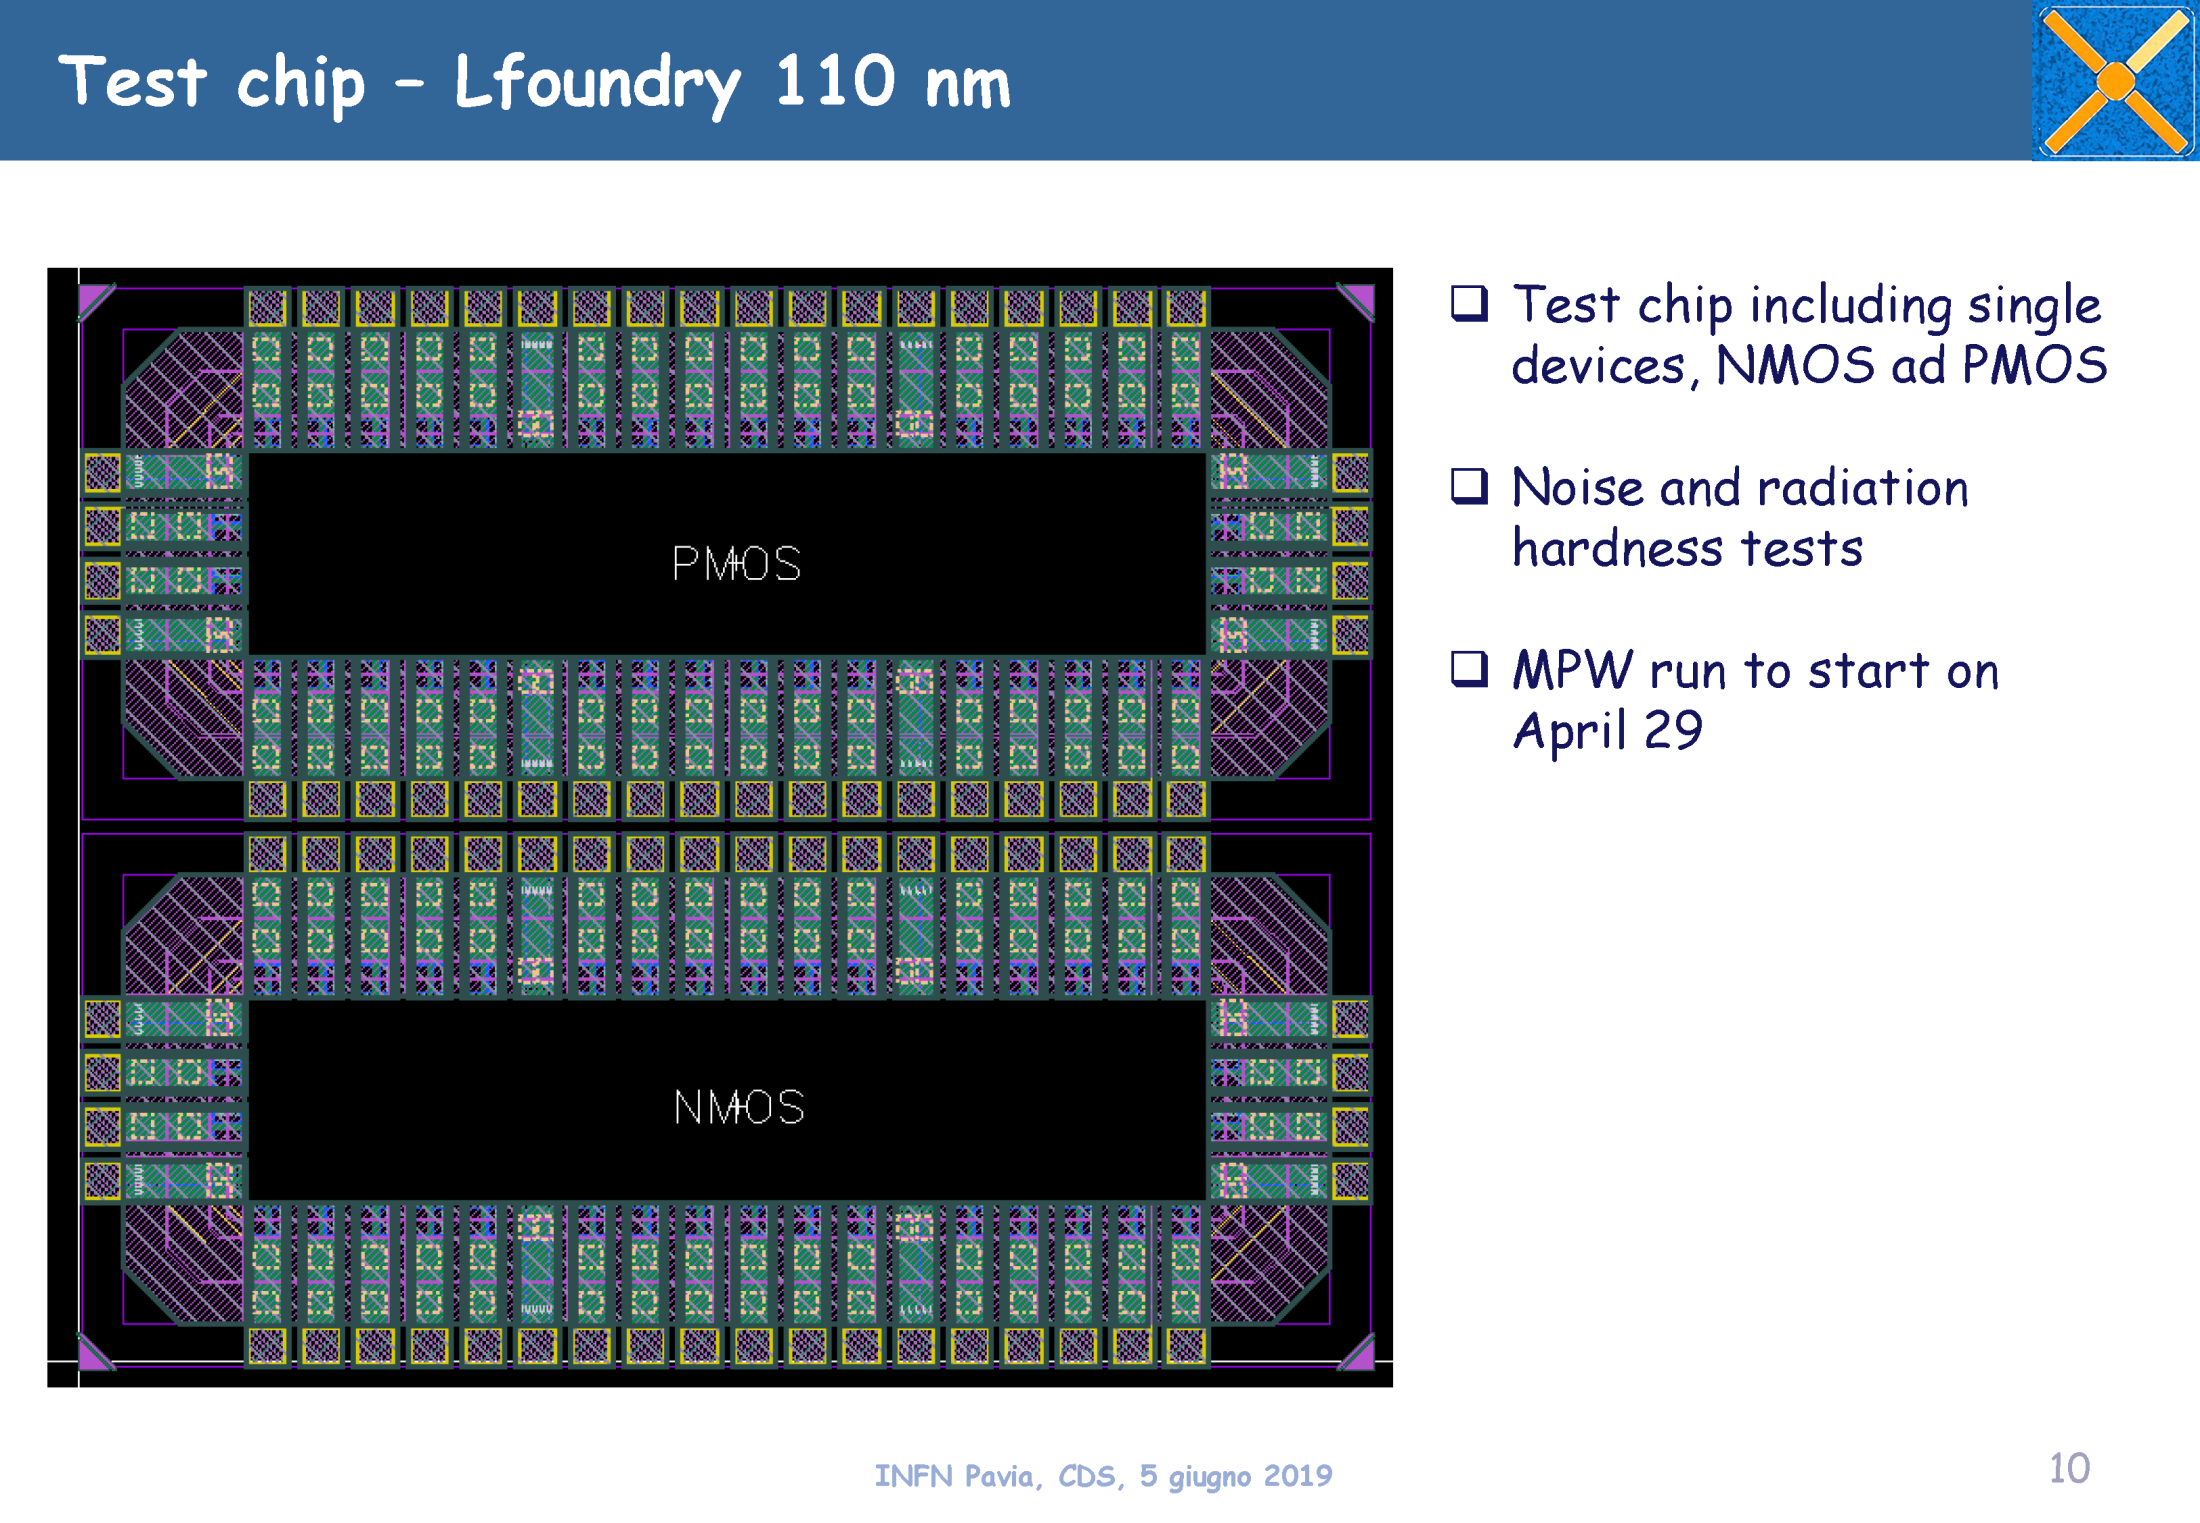 Test chip – Lfoundry 110 nm
PMOS
NMOS
❑ Test chip including single
devices, NMOS ad PMOS
❑ Noise and radiation
hardness tests
❑ MPW run to start on
April 29
INFN Pavia, CDS, 5 giugno 2019
10